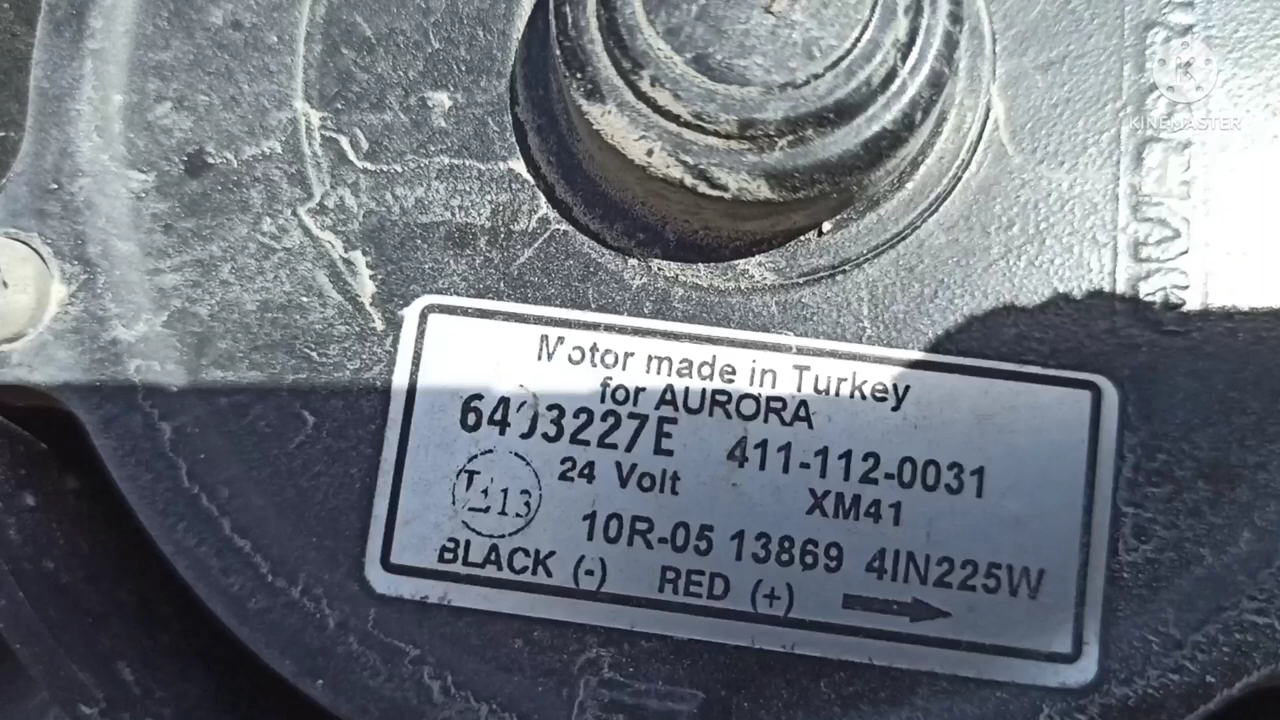 KINEMASTER
Motor made in Turkey
for AURORA
6403227E 411-112-0031
24 Volt XM41
10R-05 13869 4IN225W
BLACK (-) RED (+)